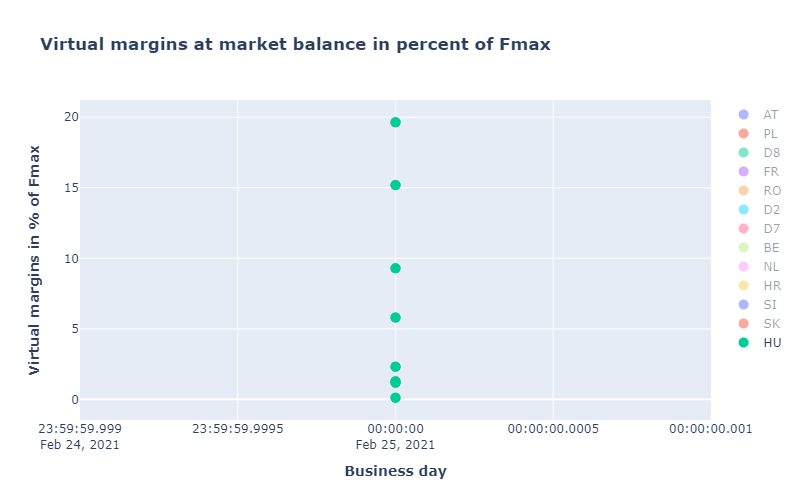 Virtual margins at market balance in percent of Fmax
Virtual margins in % of Fmax
20
15
10
5
0
23:59:59.999
Feb 24, 2021
23:59:59.9995
00:00:00
Feb 25, 2021
00:00:00.0005
00:00:00.001
Business day
AT
PL
D8
FR
RO
D2
D7
BE
NL
HR
SI
SK
HU